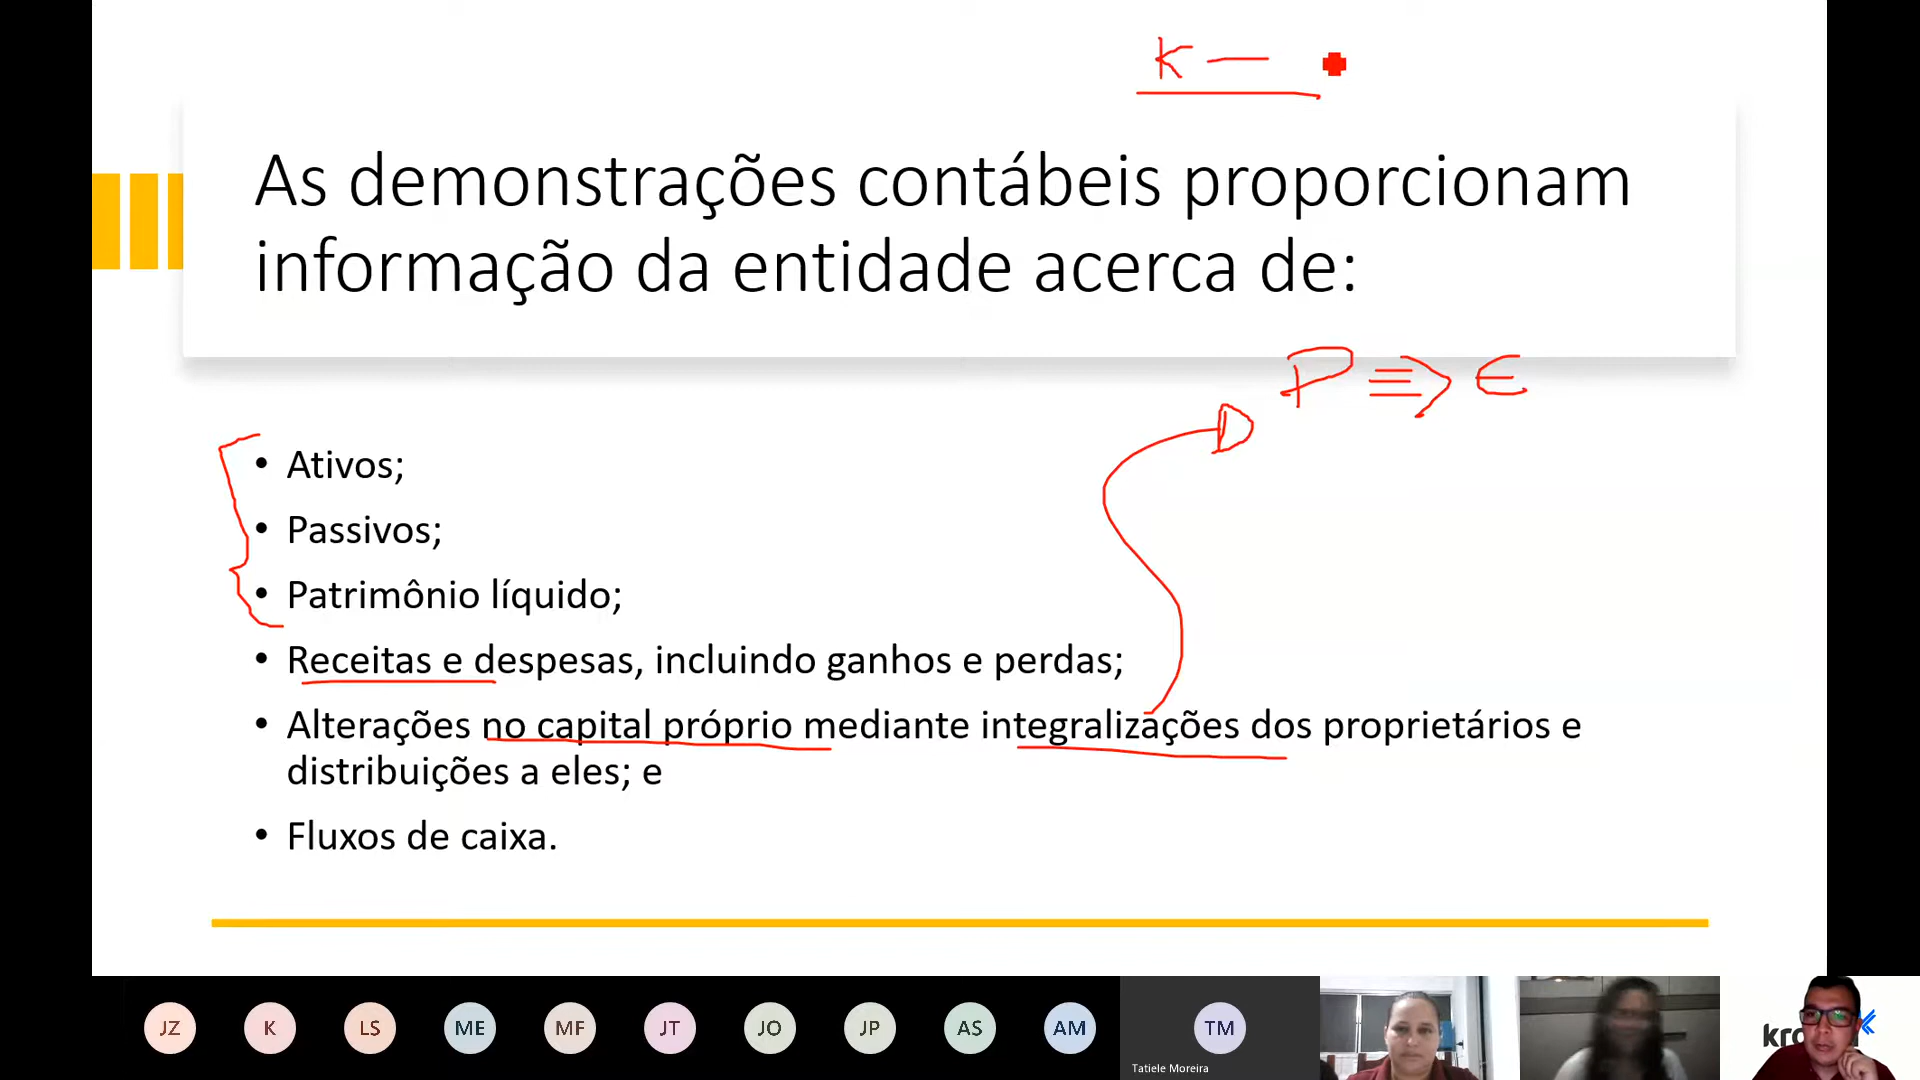 K —
As demonstrações contábeis proporcionam
informação da entidade acerca de:
P ⇒ E
• Ativos;
• Passivos;
• Patrimônio líquido;
• Receitas e despesas, incluindo ganhos e perdas;
• Alterações no capital próprio mediante integralizações dos proprietários e
distribuições a eles; e
• Fluxos de caixa.
JZ K LS ME MF JT JO JP AS AM TM
Tatiele Moreira